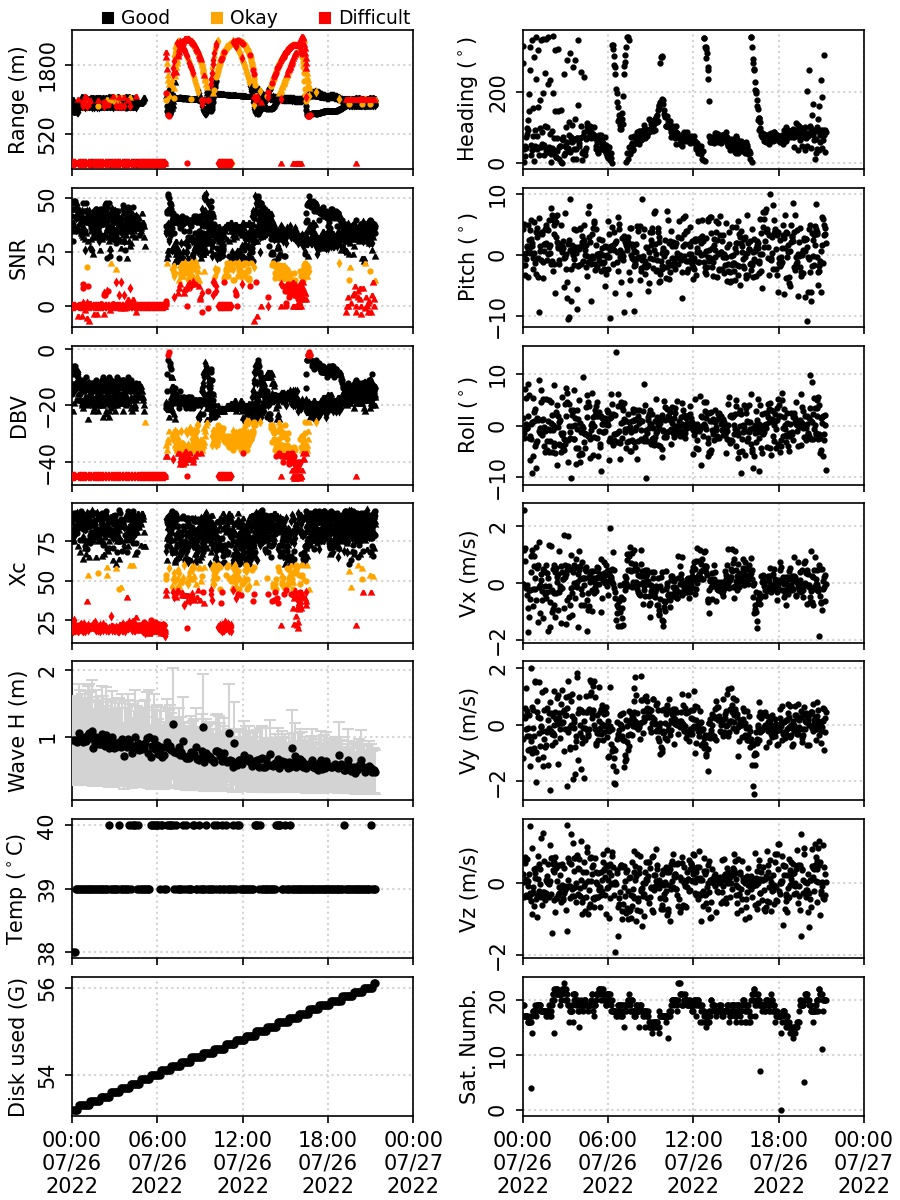 Good Okay Difficult
Range (m)
1800
520
Heading (°)
200
0
SNR
50
25
0
Pitch (°)
10
0
−10
DBV
0
−20
−40
Roll (°)
10
0
−10
Xc
75
50
25
Vx (m/s)
2
0
−2
Wave H (m)
2
1
Vy (m/s)
2
0
−2
Temp (°C)
40
39
38
Vz (m/s)
0
−2
Disk used (G)
56
54
Sat. Numb.
20
10
0
00:00 06:00 12:00 18:00 00:00
07/26 07/26 07/26 07/26 07/27
2022 2022 2022 2022 2022
00:00 06:00 12:00 18:00 00:00
07/26 07/26 07/26 07/26 07/27
2022 2022 2022 2022 2022